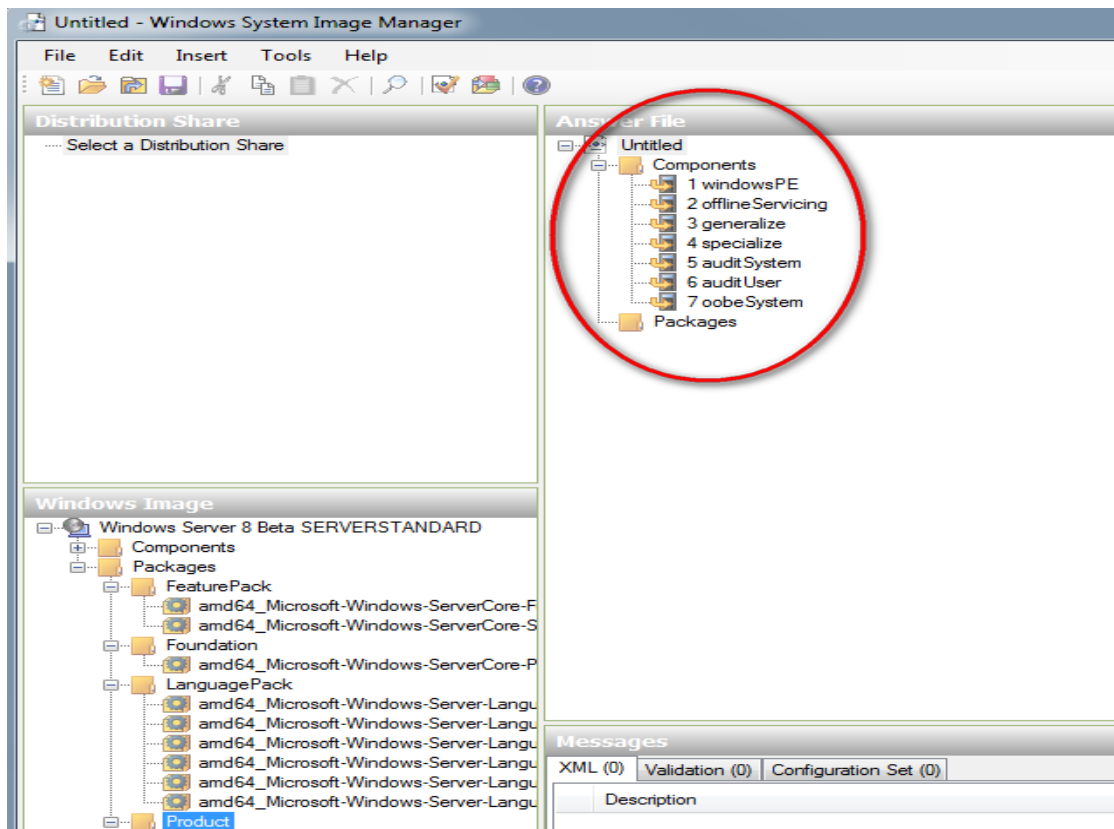 Untitled - Windows System Image Manager
File Edit Insert Tools Help
Distribution Share
Select a Distribution Share
Answer File
Untitled
Components
1 windowsPE
2 offlineServicing
3 generalize
4 specialize
5 auditSystem
6 auditUser
7 oobeSystem
Packages
Windows Image
Windows Server 8 Beta SERVERSTANDARD
Components
Packages
FeaturePack
amd64_Microsoft-Windows-ServerCore-F
amd64_Microsoft-Windows-ServerCore-S
Foundation
amd64_Microsoft-Windows-ServerCore-P
LanguagePack
amd64_Microsoft-Windows-Server-Langu
amd64_Microsoft-Windows-Server-Langu
amd64_Microsoft-Windows-Server-Langu
amd64_Microsoft-Windows-Server-Langu
amd64_Microsoft-Windows-Server-Langu
amd64_Microsoft-Windows-Server-Langu
Product
Messages
XML (0) Validation (0) Configuration Set (0)
Description